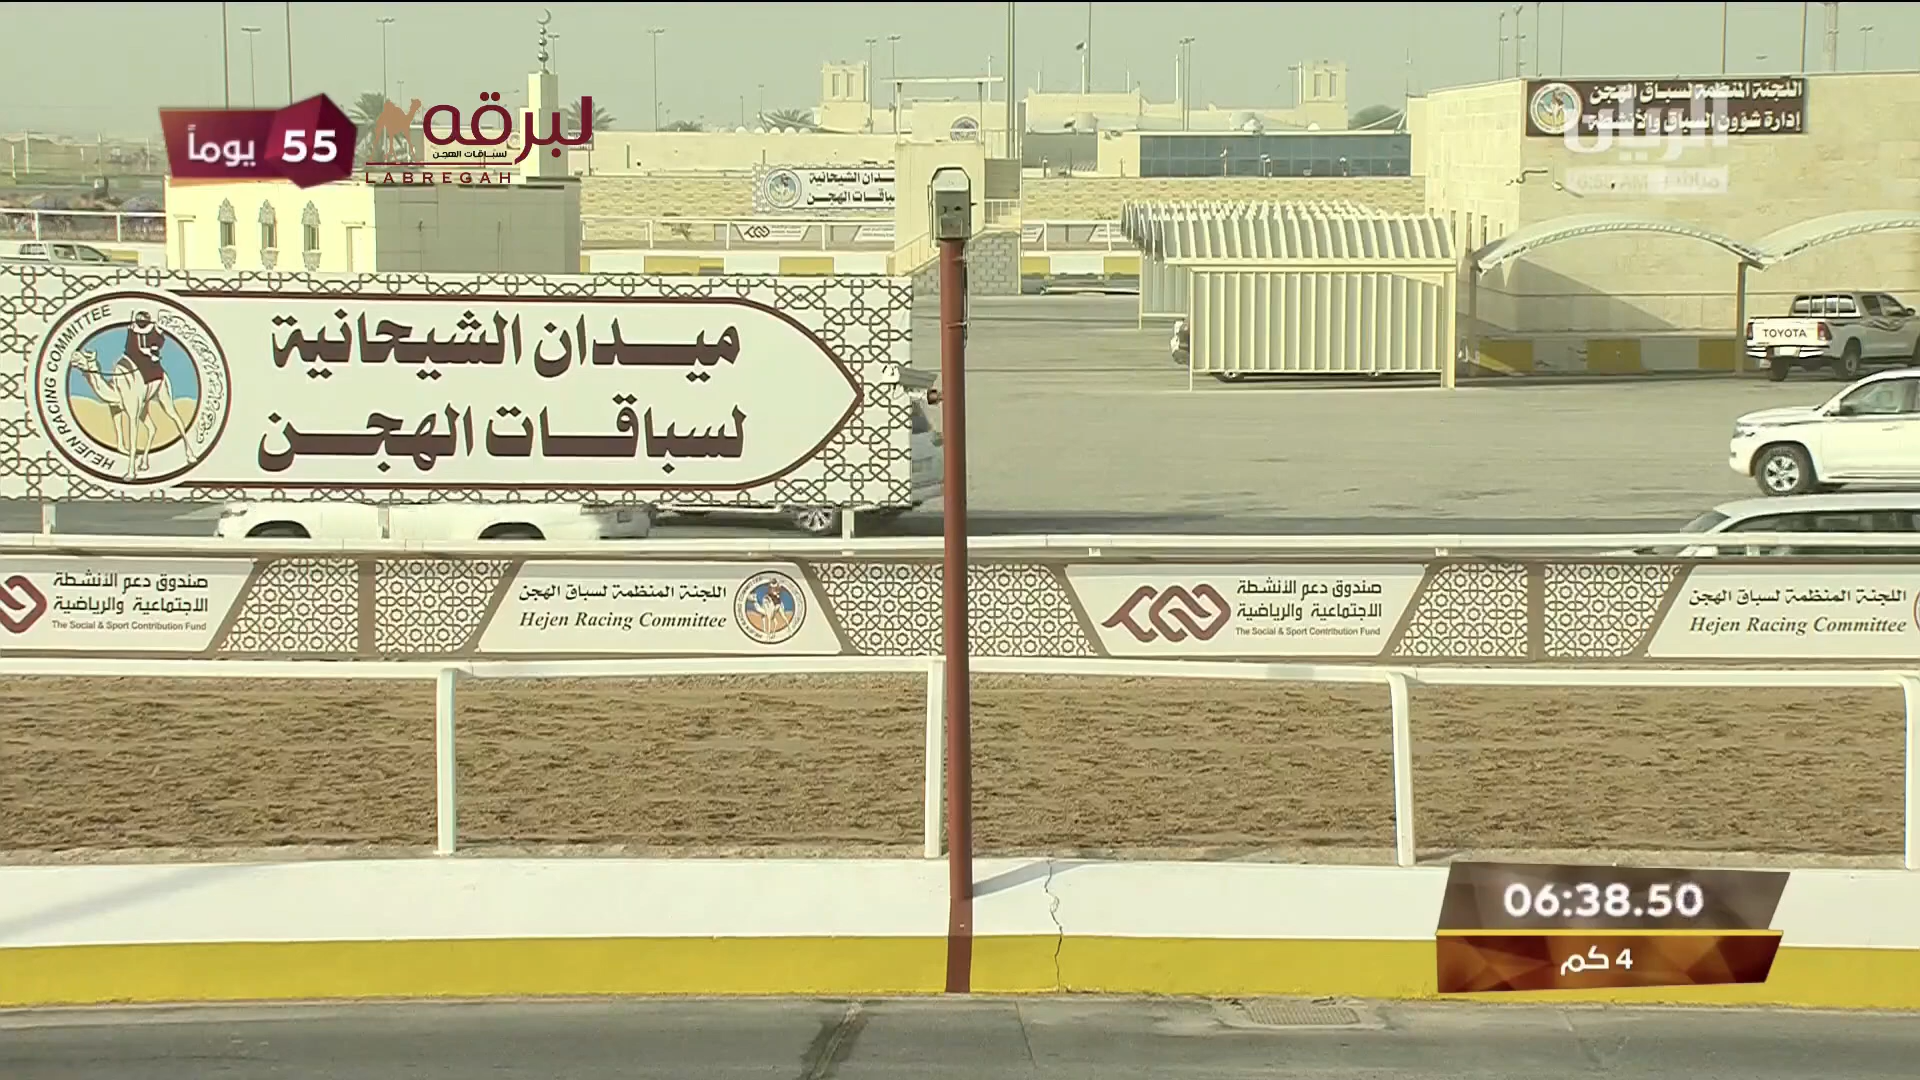 55 يوماً
لبرقه
لسباقات الهجن
LABREGAH
اللجنة المنظمة لسباق الهجن
إدارة شؤون السباق والأنشطة
الريان
مباشر
ميدان الشيحانية
لسباقات الهجن
TOYOTA
HEJEN RACING COMMITTEE
ميدان الشيحانية
لسباقات الهجن
صندوق دعم الأنشطة
الاجتماعية والرياضية
The Social & Sport Contribution Fund
اللجنة المنظمة لسباق الهجن
Hejen Racing Committee
صندوق دعم الأنشطة
الاجتماعية والرياضية
The Social & Sport Contribution Fund
اللجنة المنظمة لسباق الهجن
Hejen Racing Committee
06:38.50
4 كم